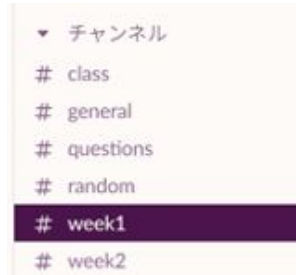 ▼ チャンネル
# class
# general
# questions
# random
# week1
# week2